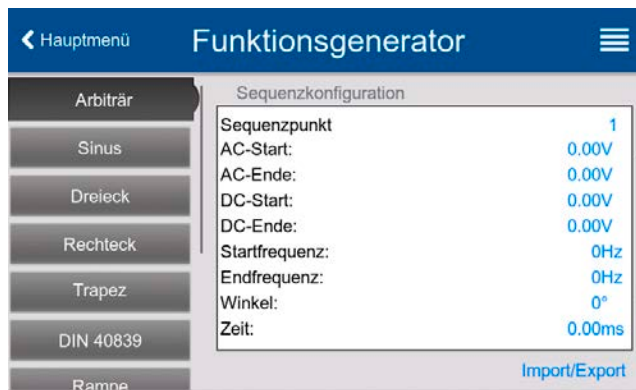 Hauptmenü
Funktionsgenerator
Arbiträr
Sinus
Dreieck
Rechteck
Trapez
DIN 40839
Rampe
Sequenzkonfiguration
Sequenzpunkt 1
AC-Start: 0.00V
AC-Ende: 0.00V
DC-Start: 0.00V
DC-Ende: 0.00V
Startfrequenz: 0Hz
Endfrequenz: 0Hz
Winkel: 0°
Zeit: 0.00ms
Import/Export